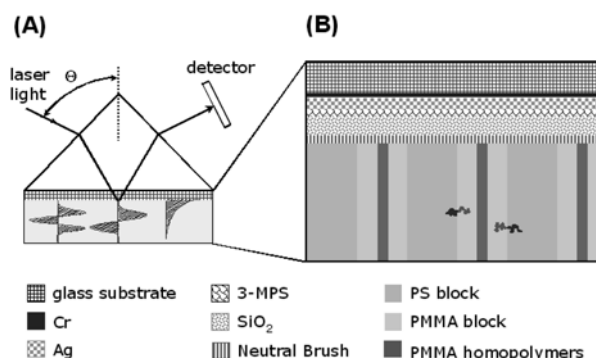 (A)
(B)
laser
light
Θ
detector
glass substrate
3-MPS
PS block
Cr
SiO₂
PMMA block
Ag
Neutral Brush
PMMA homopolymers